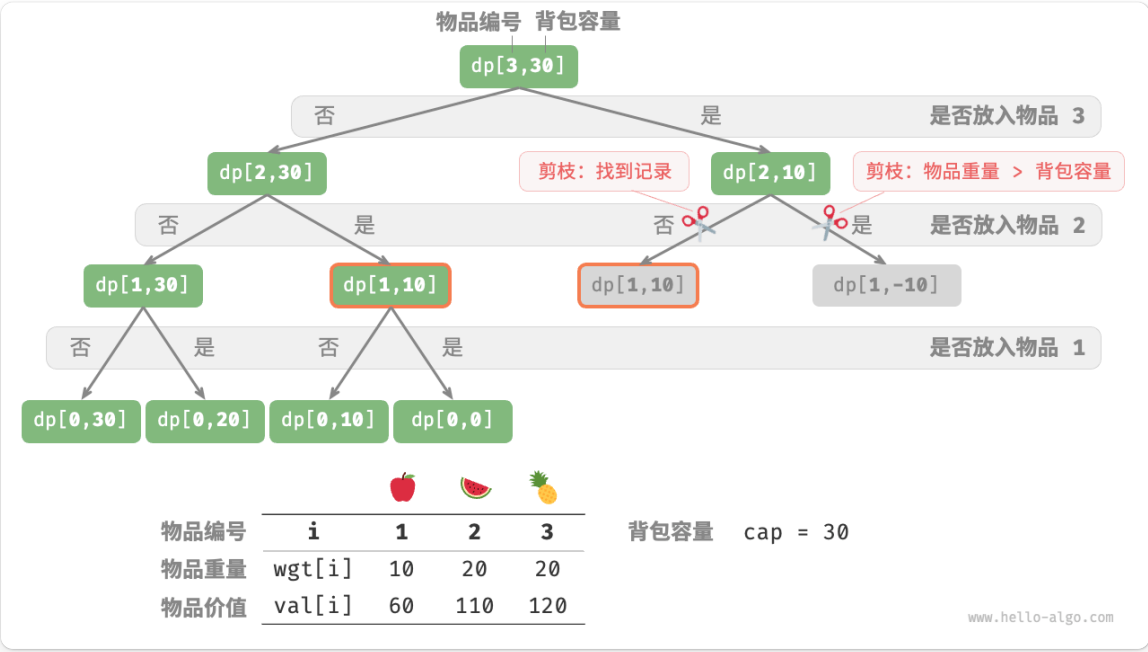 物品编号 背包容量
dp[3,30]
否 是 是否放入物品 3
dp[2,30] 剪枝：找到记录 dp[2,10] 剪枝：物品重量 > 背包容量
否 是 否 是 是否放入物品 2
dp[1,30] dp[1,10] dp[1,10] dp[1,-10]
否 是 否 是 是否放入物品 1
dp[0,30] dp[0,20] dp[0,10] dp[0,0]
物品编号 i 1 2 3 背包容量 cap = 30
物品重量 wgt[i] 10 20 20
物品价值 val[i] 60 110 120
www.hello-algo.com